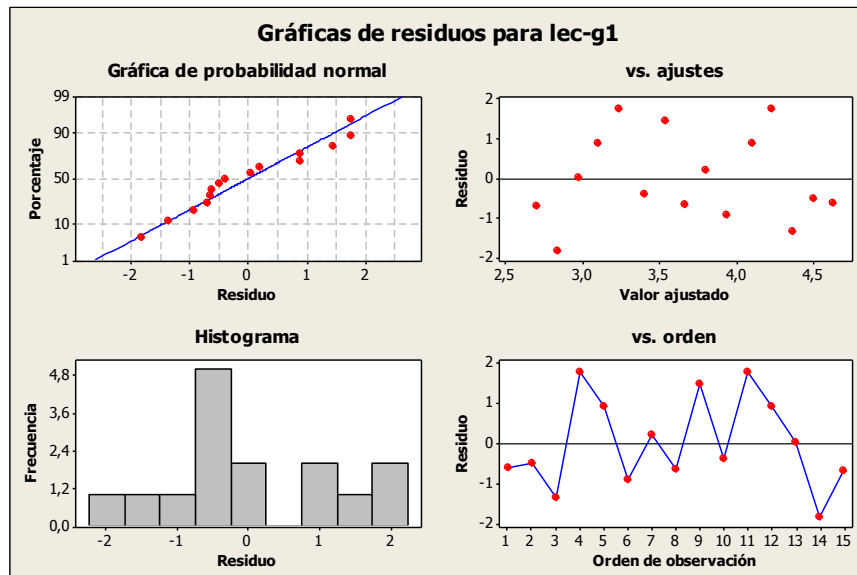 Gráficas de residuos para lec-g1
Gráfica de probabilidad normal
99
90
50
10
1
Porcentaje
-2 -1 0 1 2
Residuo
vs. ajustes
2
1
0
-1
-2
Residuo
2,5 3,0 3,5 4,0 4,5
Valor ajustado
Histograma
4,8
3,6
2,4
1,2
0,0
Frecuencia
-2 -1 0 1 2
Residuo
vs. orden
2
1
0
-1
-2
Residuo
1 2 3 4 5 6 7 8 9 10 11 12 13 14 15
Orden de observación